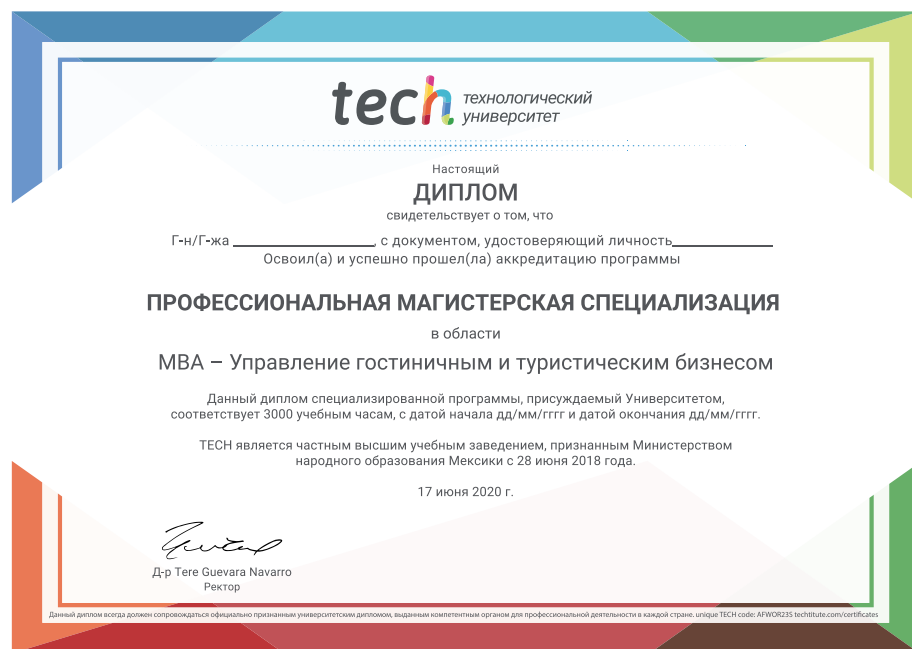 tech технологический
университет
Настоящий
ДИПЛОМ
свидетельствует о том, что
Г-н/Г-жа ____________________, с документом, удостоверяющий личность______________
Освоил(а) и успешно прошел(ла) аккредитацию программы
ПРОФЕССИОНАЛЬНАЯ МАГИСТЕРСКАЯ СПЕЦИАЛИЗАЦИЯ
в области
MBA – Управление гостиничным и туристическим бизнесом
Данный диплом специализированной программы, присуждаемый Университетом,
соответствует 3000 учебным часам, с датой начала дд/мм/гггг и датой окончания дд/мм/гггг.
TECH является частным высшим учебным заведением, признанным Министерством
народного образования Мексики с 28 июня 2018 года.
17 июня 2020 г.
Д-р Tere Guevara Navarro
Ректор
Данный диплом всегда должен сопровождаться официально признанным университетским дипломом, выданным компетентным органом для профессиональной деятельности в каждой стране. unique TECH code: AFWOR23S techtitute.com/certificates